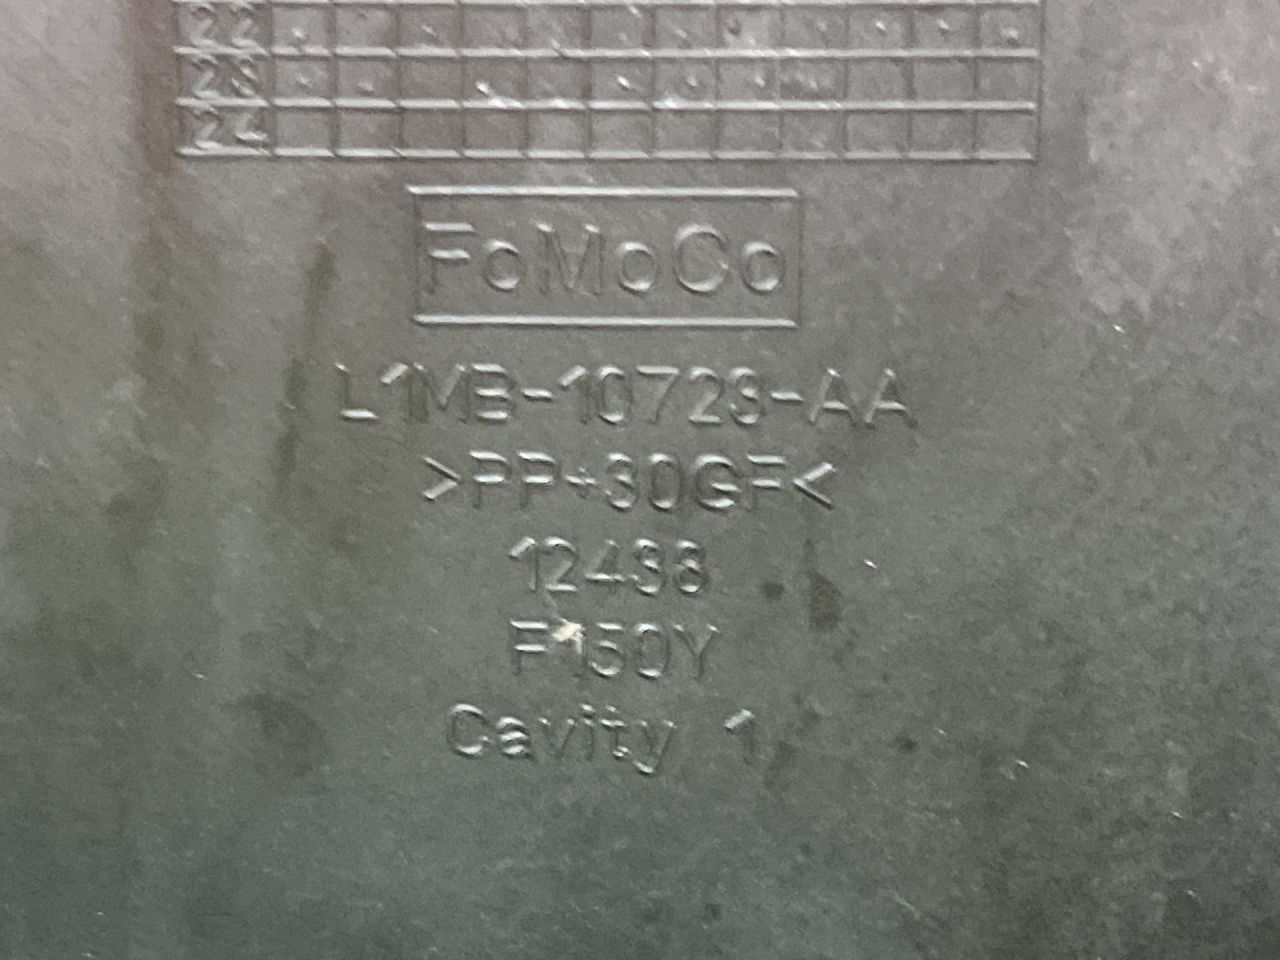 22
23
24
FoMoCo
L1MB-10723-AA
>PP+30GF<
12438
F150Y
Cavity 1